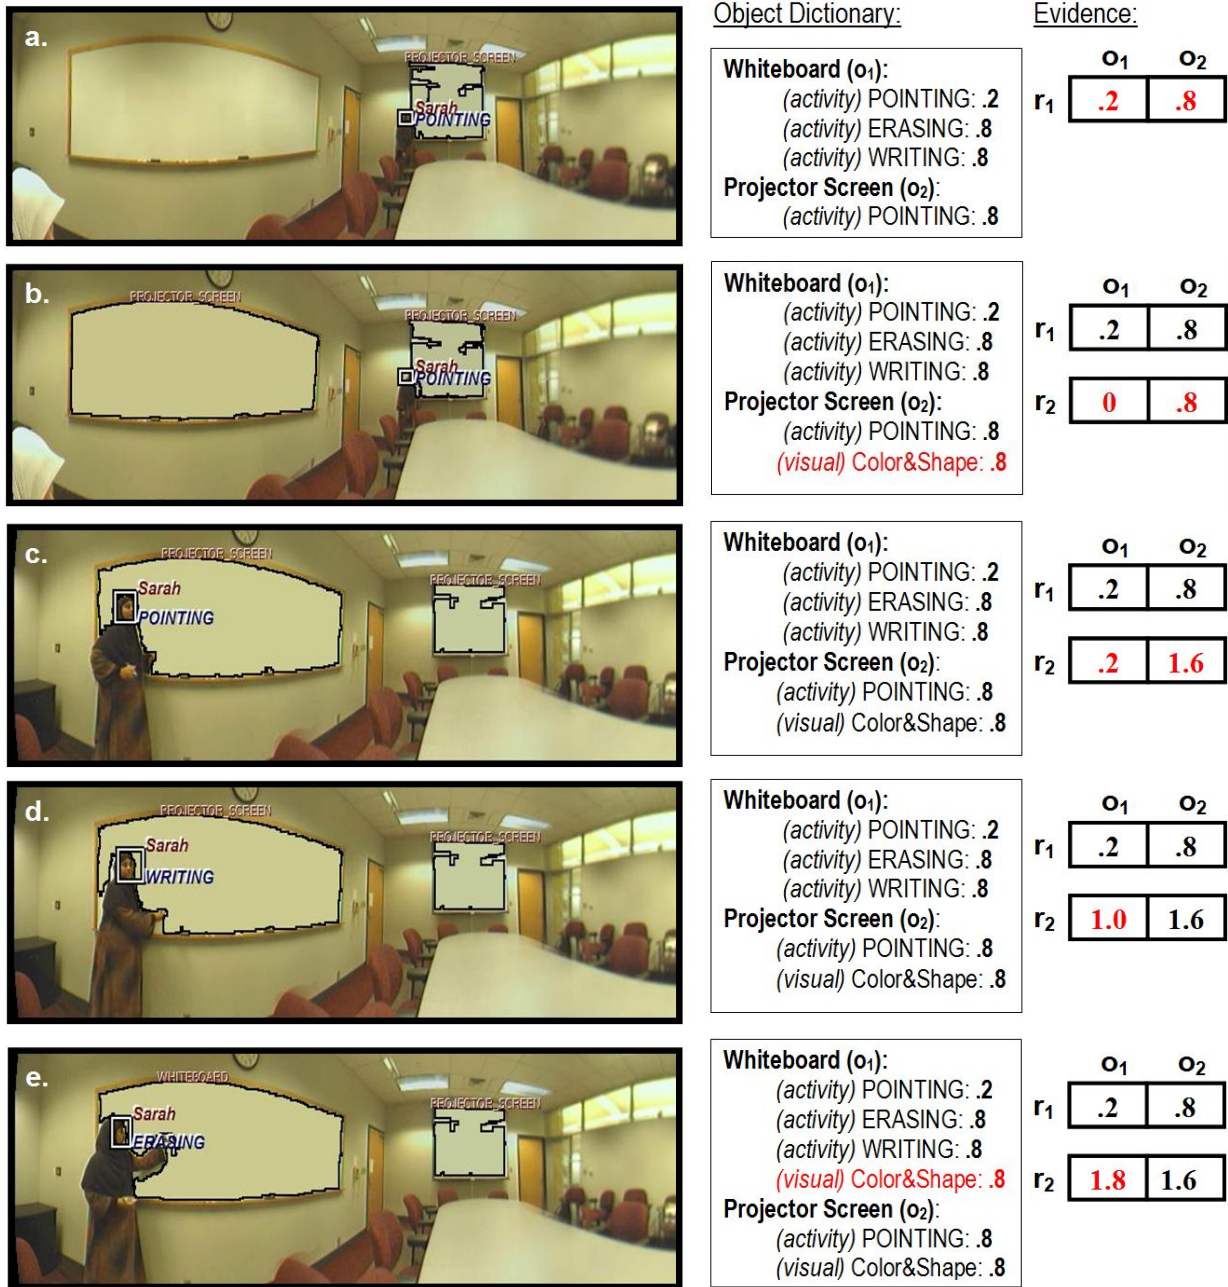 Object Dictionary:
Evidence:
a.
PROJECTOR_SCREEN
Sarah
POINTING
Whiteboard (o1):
(activity) POINTING: .2
(activity) ERASING: .8
(activity) WRITING: .8
Projector Screen (o2):
(activity) POINTING: .8
o1 o2
r1 .2 .8
b.
PROJECTOR_SCREEN
PROJECTOR_SCREEN
Sarah
POINTING
Whiteboard (o1):
(activity) POINTING: .2
(activity) ERASING: .8
(activity) WRITING: .8
Projector Screen (o2):
(activity) POINTING: .8
(visual) Color&Shape: .8
o1 o2
r1 .2 .8
r2 0 .8
c.
PROJECTOR_SCREEN
PROJECTOR_SCREEN
Sarah
POINTING
Whiteboard (o1):
(activity) POINTING: .2
(activity) ERASING: .8
(activity) WRITING: .8
Projector Screen (o2):
(activity) POINTING: .8
(visual) Color&Shape: .8
o1 o2
r1 .2 .8
r2 .2 1.6
d.
PROJECTOR_SCREEN
PROJECTOR_SCREEN
Sarah
WRITING
Whiteboard (o1):
(activity) POINTING: .2
(activity) ERASING: .8
(activity) WRITING: .8
Projector Screen (o2):
(activity) POINTING: .8
(visual) Color&Shape: .8
o1 o2
r1 .2 .8
r2 1.0 1.6
e.
WHITEBOARD
PROJECTOR_SCREEN
Sarah
ERASING
Whiteboard (o1):
(activity) POINTING: .2
(activity) ERASING: .8
(activity) WRITING: .8
(visual) Color&Shape: .8
Projector Screen (o2):
(activity) POINTING: .8
(visual) Color&Shape: .8
o1 o2
r1 .2 .8
r2 1.8 1.6